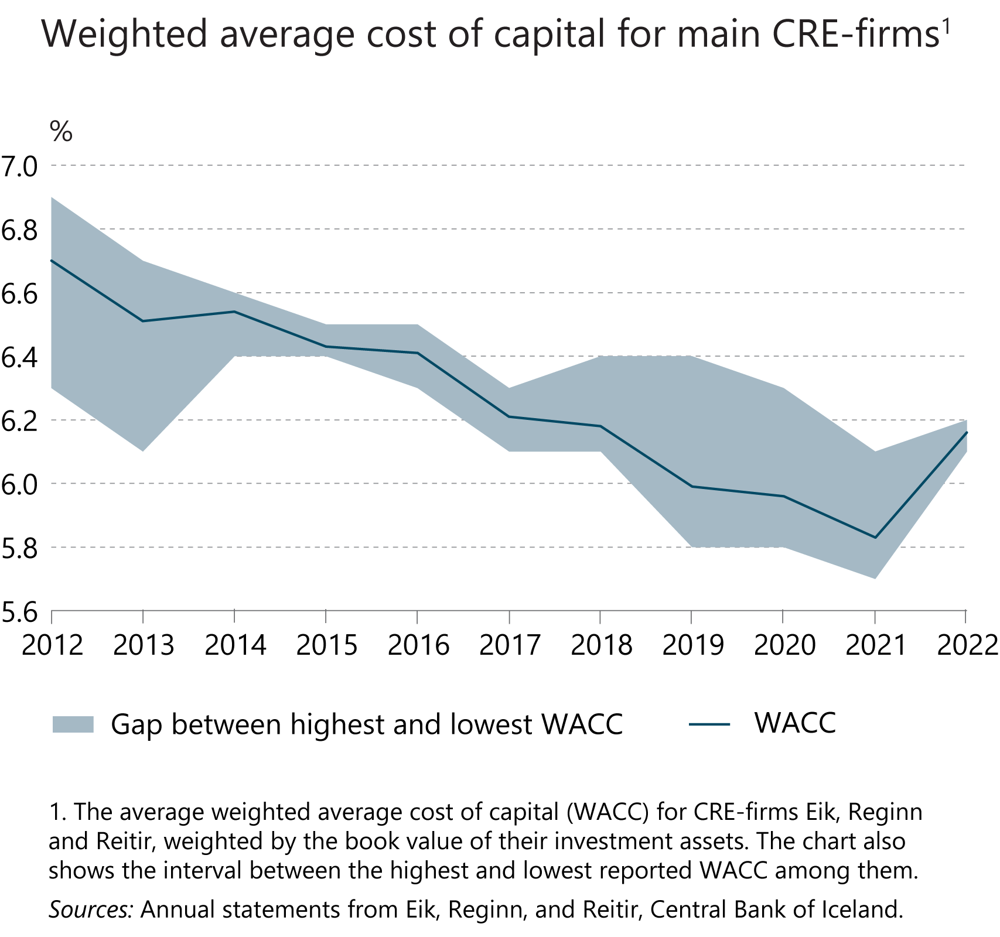 Weighted average cost of capital for main CRE-firms¹
%
7.0
6.8
6.6
6.4
6.2
6.0
5.8
5.6
2012 2013 2014 2015 2016 2017 2018 2019 2020 2021 2022
Gap between highest and lowest WACC WACC
1. The average weighted average cost of capital (WACC) for CRE-firms Eik, Reginn
and Reitir, weighted by the book value of their investment assets. The chart also
shows the interval between the highest and lowest reported WACC among them.
Sources: Annual statements from Eik, Reginn, and Reitir, Central Bank of Iceland.